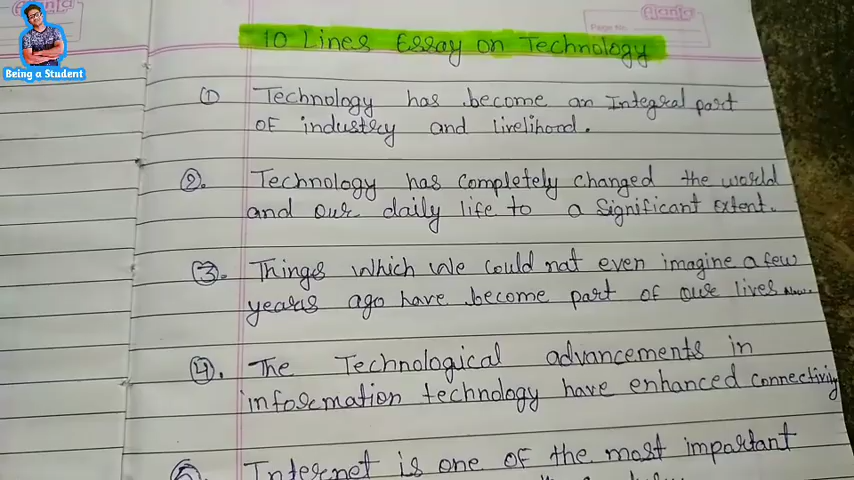 Being a Student
Page No.
10 Lines Essay on Technology
① Technology has become an Integral part
of industry and livelihood.
②. Technology has completely changed the world
and our daily life to a significant extent.
③. Things which we could not even imagine a few
years ago have become part of our lives now.
④. The Technological advancements in
information technology have enhanced connectivity
Internet is one of the most important